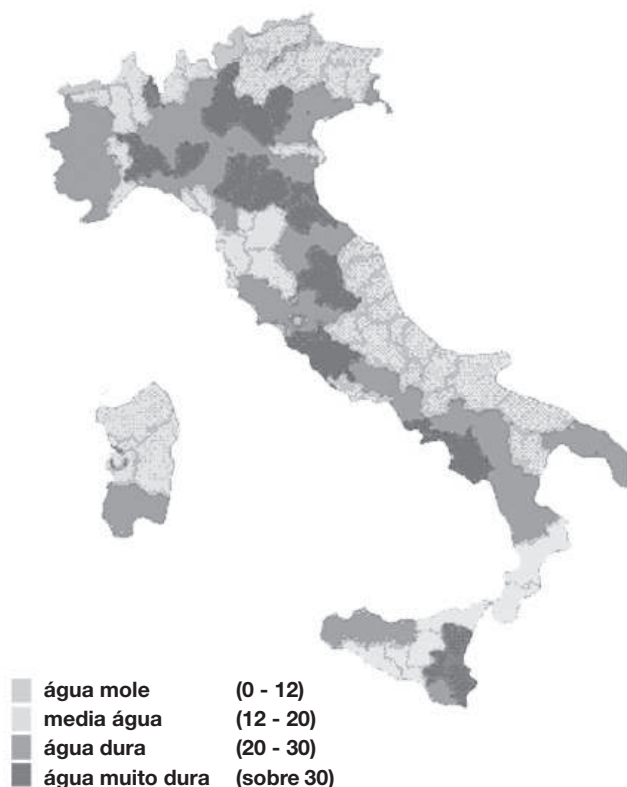 água mole (0 - 12)
media água (12 - 20)
água dura (20 - 30)
água muito dura (sobre 30)